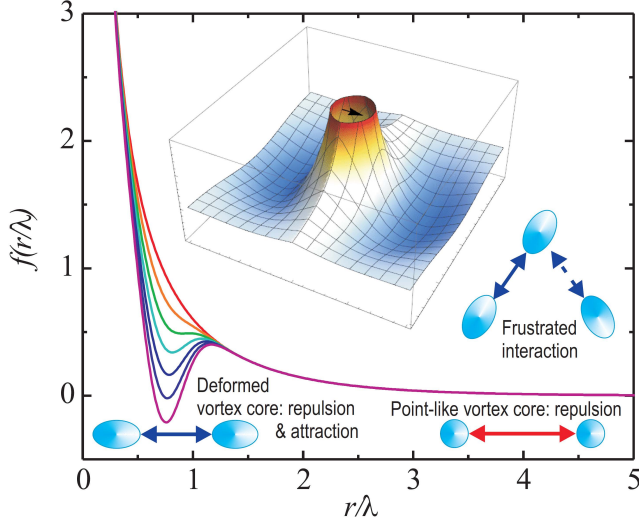 3
2
1
0
f(r/λ)
Frustrated
interaction
Deformed
vortex core: repulsion
& attraction
Point-like vortex core: repulsion
0 1 2 3 4 5
r/λ